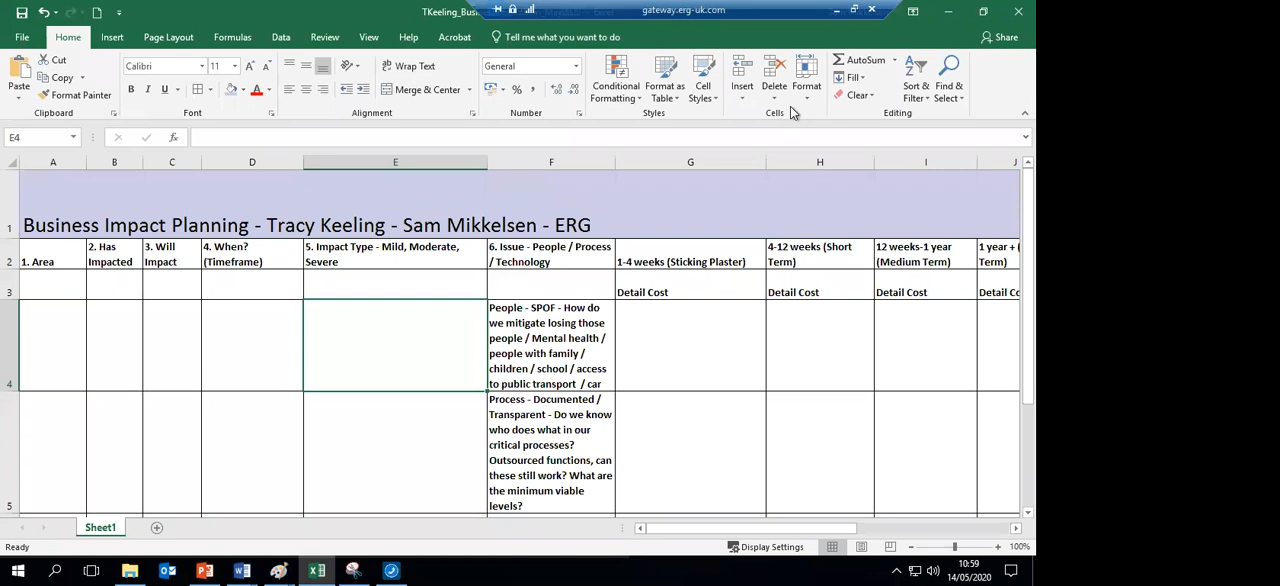 TKeeling_Busine
gateway.erg-uk.com
File Home Insert Page Layout Formulas Data Review View Help Acrobat Tell me what you want to do Share
Cut
Copy
Format Painter
Paste
Clipboard
Calibri 11
B I U
Font
Wrap Text
Merge & Center
Alignment
General
Number
Conditional Formatting
Format as Table
Cell Styles
Styles
Insert Delete Format
Cells
AutoSum
Fill
Clear
Sort & Filter
Find & Select
Editing
E4
A B C D E F G H I J
1 Business Impact Planning - Tracy Keeling - Sam Mikkelsen - ERG
2
1. Area
2. Has Impacted
3. Will Impact
4. When? (Timeframe)
5. Impact Type - Mild, Moderate, Severe
6. Issue - People / Process / Technology
1-4 weeks (Sticking Plaster)
4-12 weeks (Short Term)
12 weeks-1 year (Medium Term)
1 year + (
Term)
3 Detail Cost Detail Cost Detail Cost Detail Co
People - SPOF - How do
we mitigate losing those
people / Mental health /
people with family /
children / school / access
4 to public transport / car
Process - Documented /
Transparent - Do we know
who does what in our
critical processes?
Outsourced functions, can
these still work? What are
the minimum viable
5 levels?
Sheet1
Ready
Display Settings
100%
10:59
14/05/2020